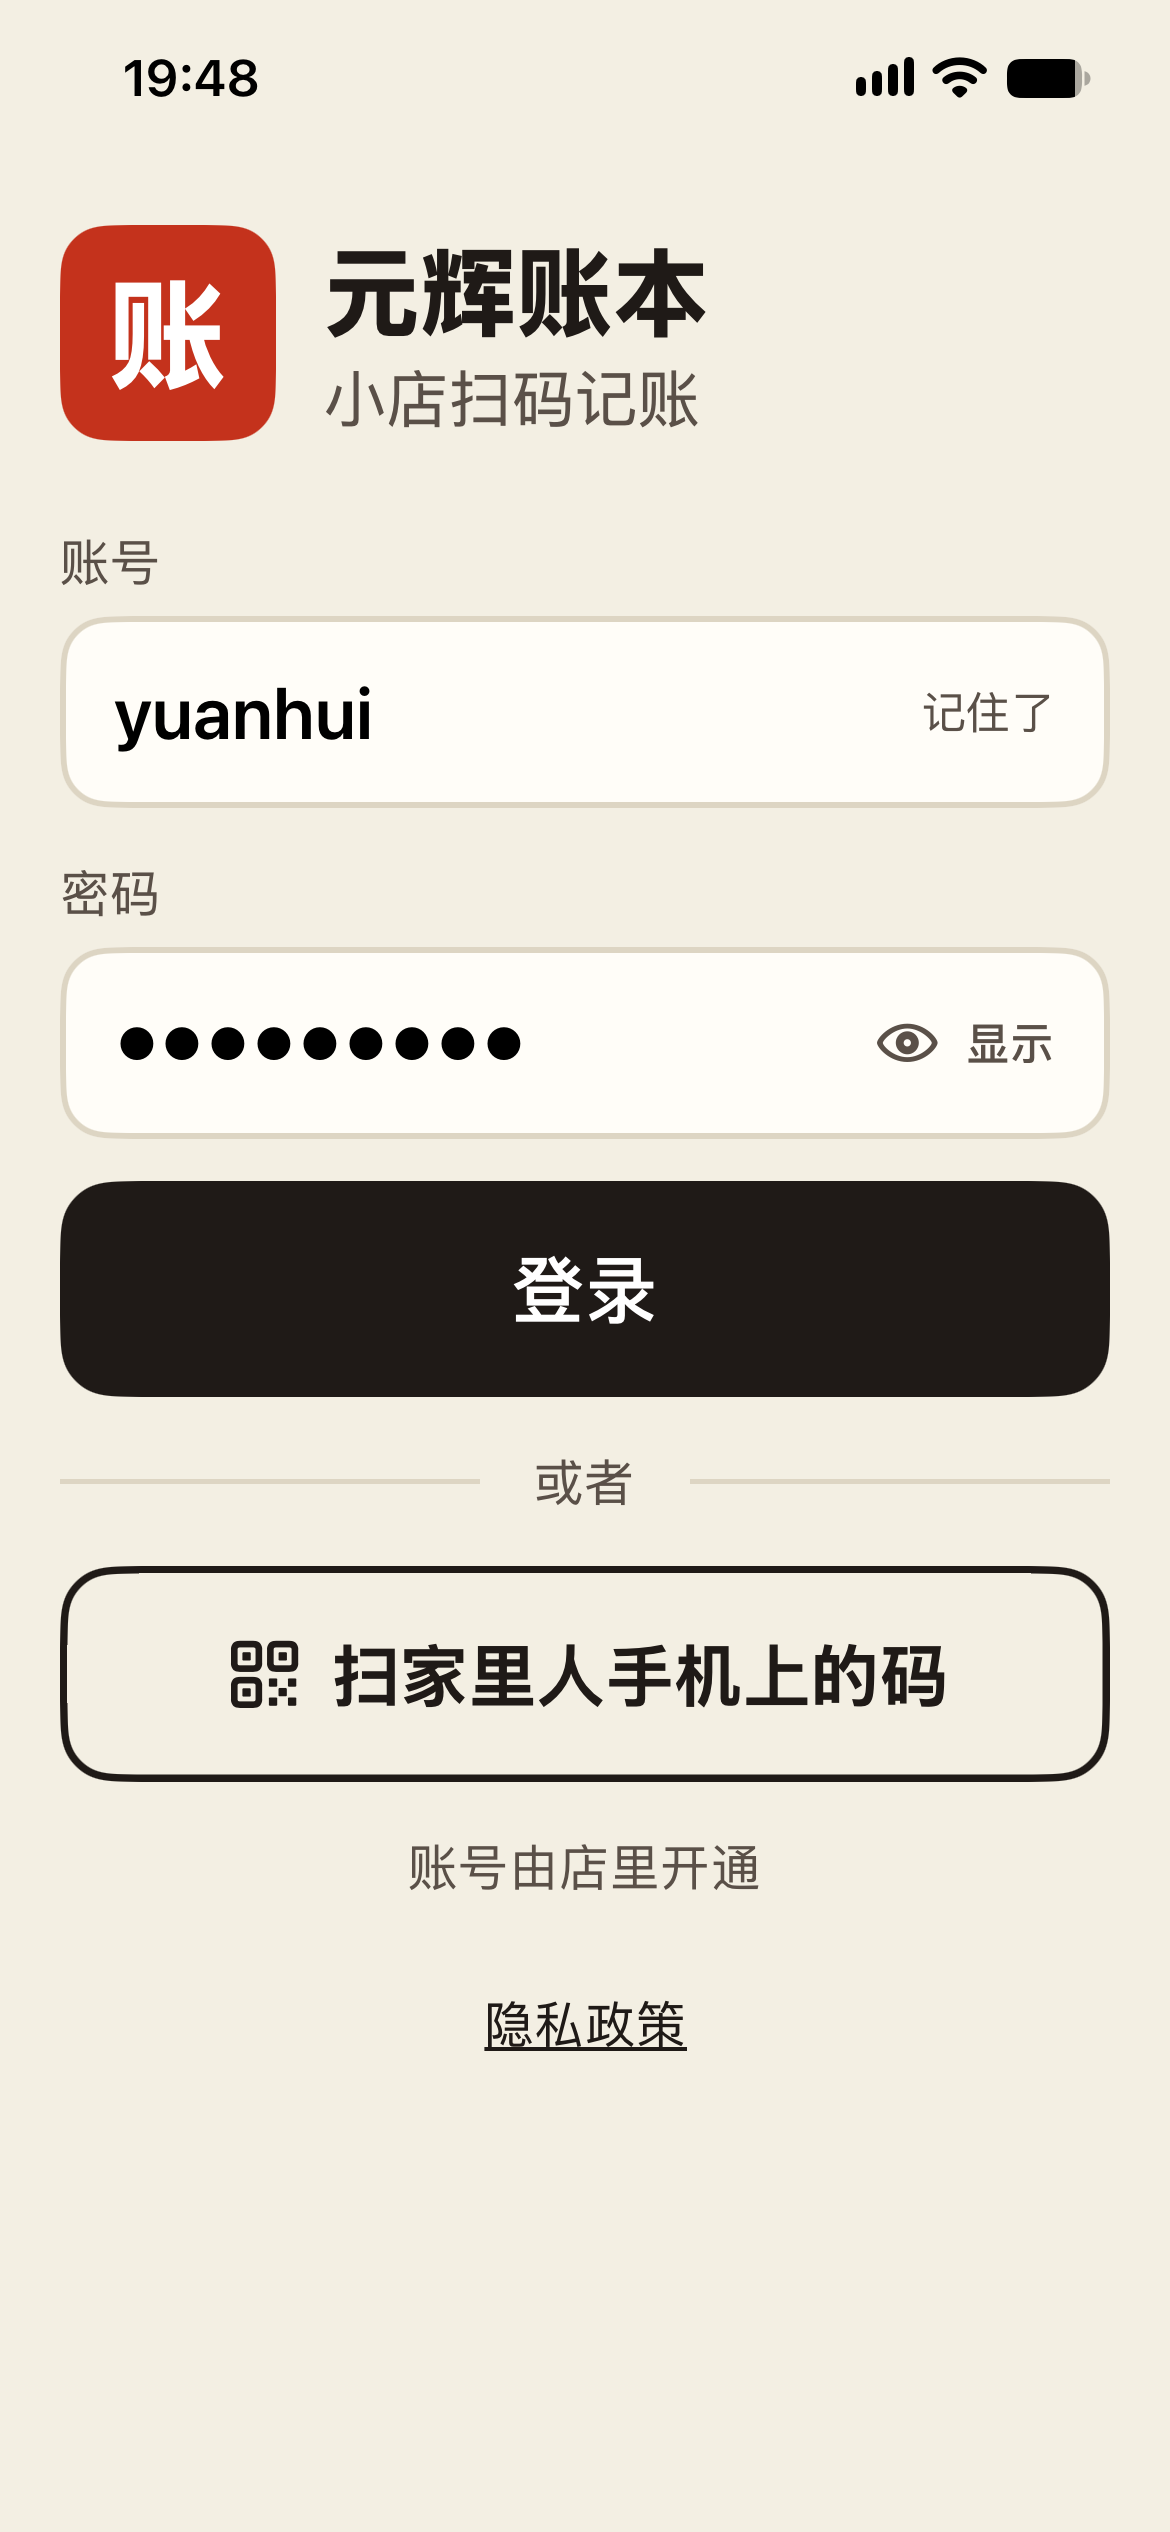 19:48
账
元辉账本
小店扫码记账
账号
yuanhui
记住了
密码
●●●●●●●●●
显示
登录
或者
扫家里人手机上的码
账号由店里开通
隐私政策